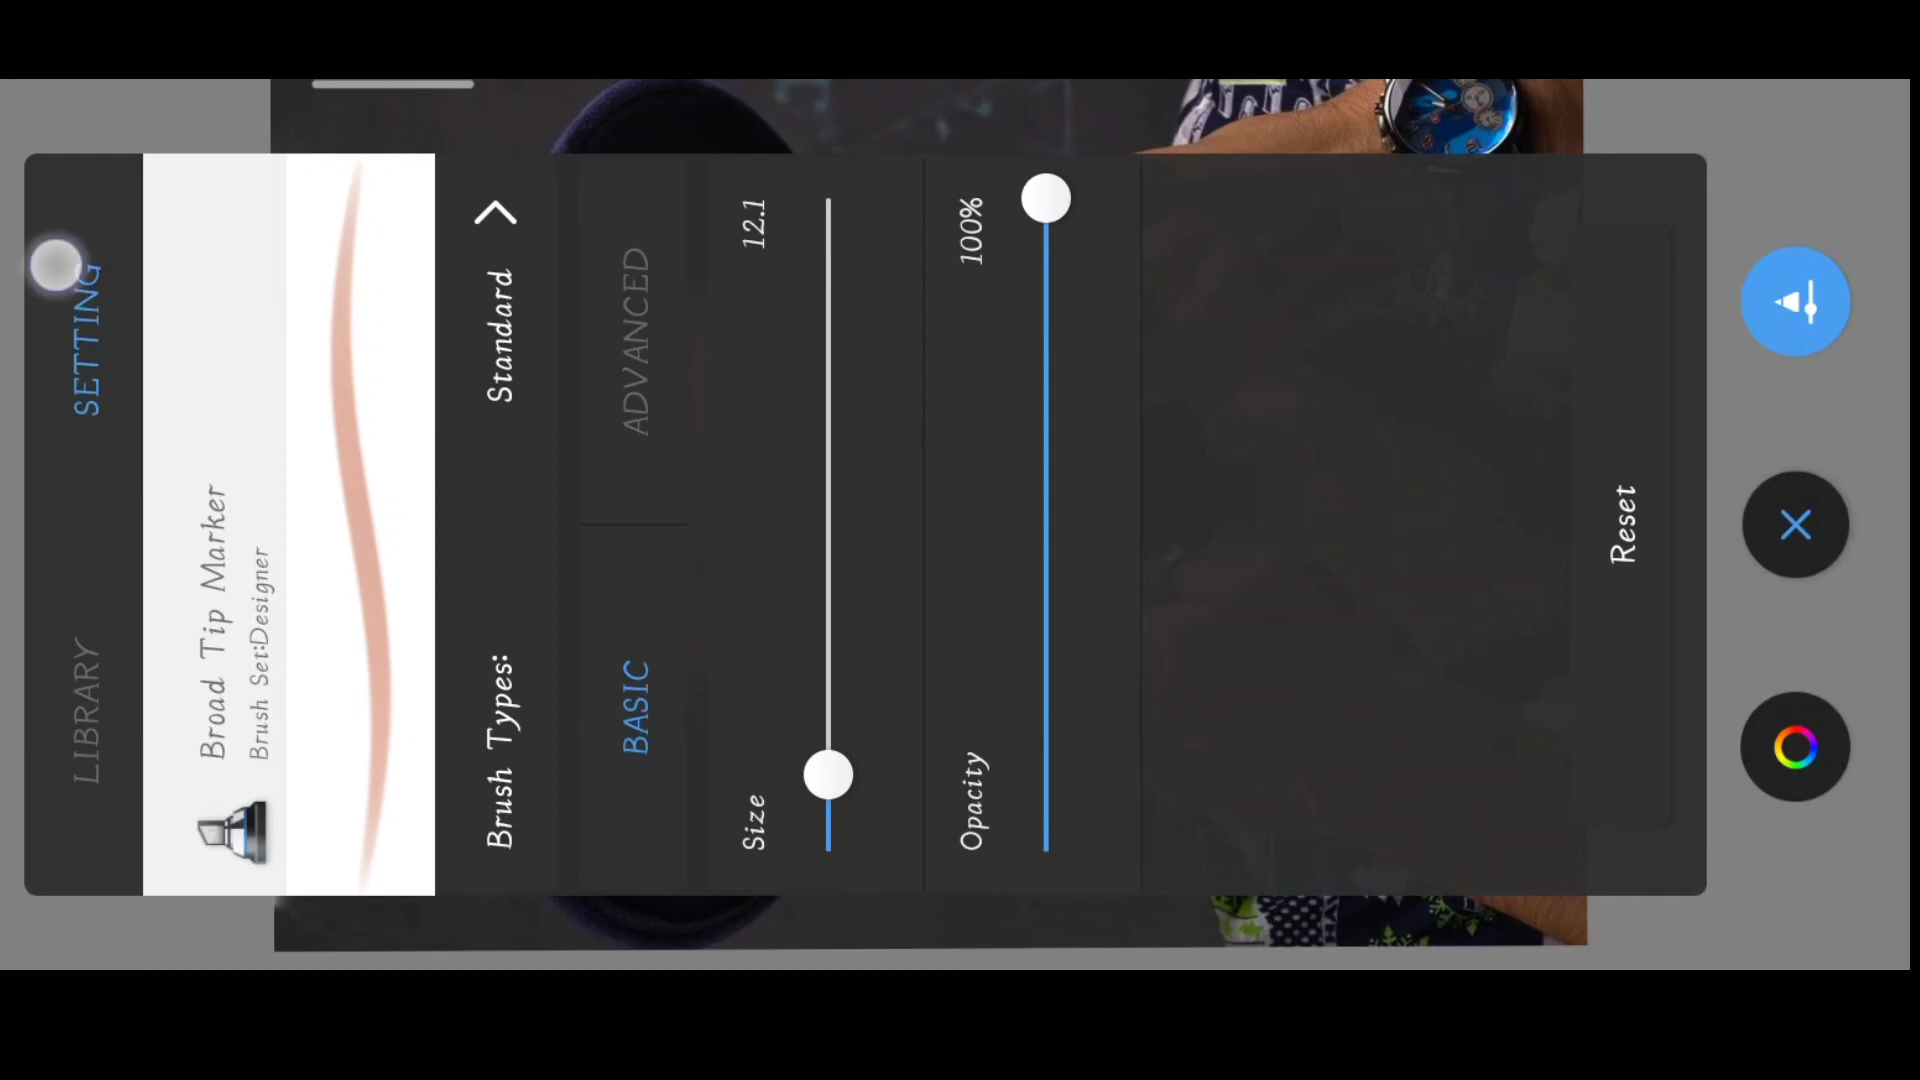 LIBRARY SETTING
Broad Tip Marker
Brush Set:Designer
Brush Types: Standard
BASIC ADVANCED
Size 12.1
Opacity 100%
Reset